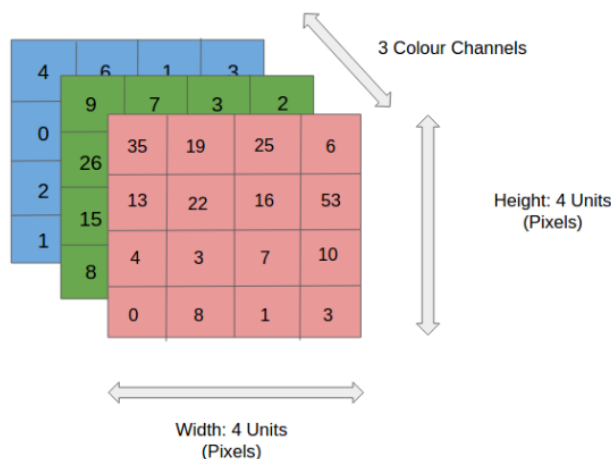 3 Colour Channels
4 6 1 3
9 7 3 2
0
26
2
15
1
8
35 19 25 6
13 22 16 53
4 3 7 10
0 8 1 3
Height: 4 Units
(Pixels)
Width: 4 Units
(Pixels)